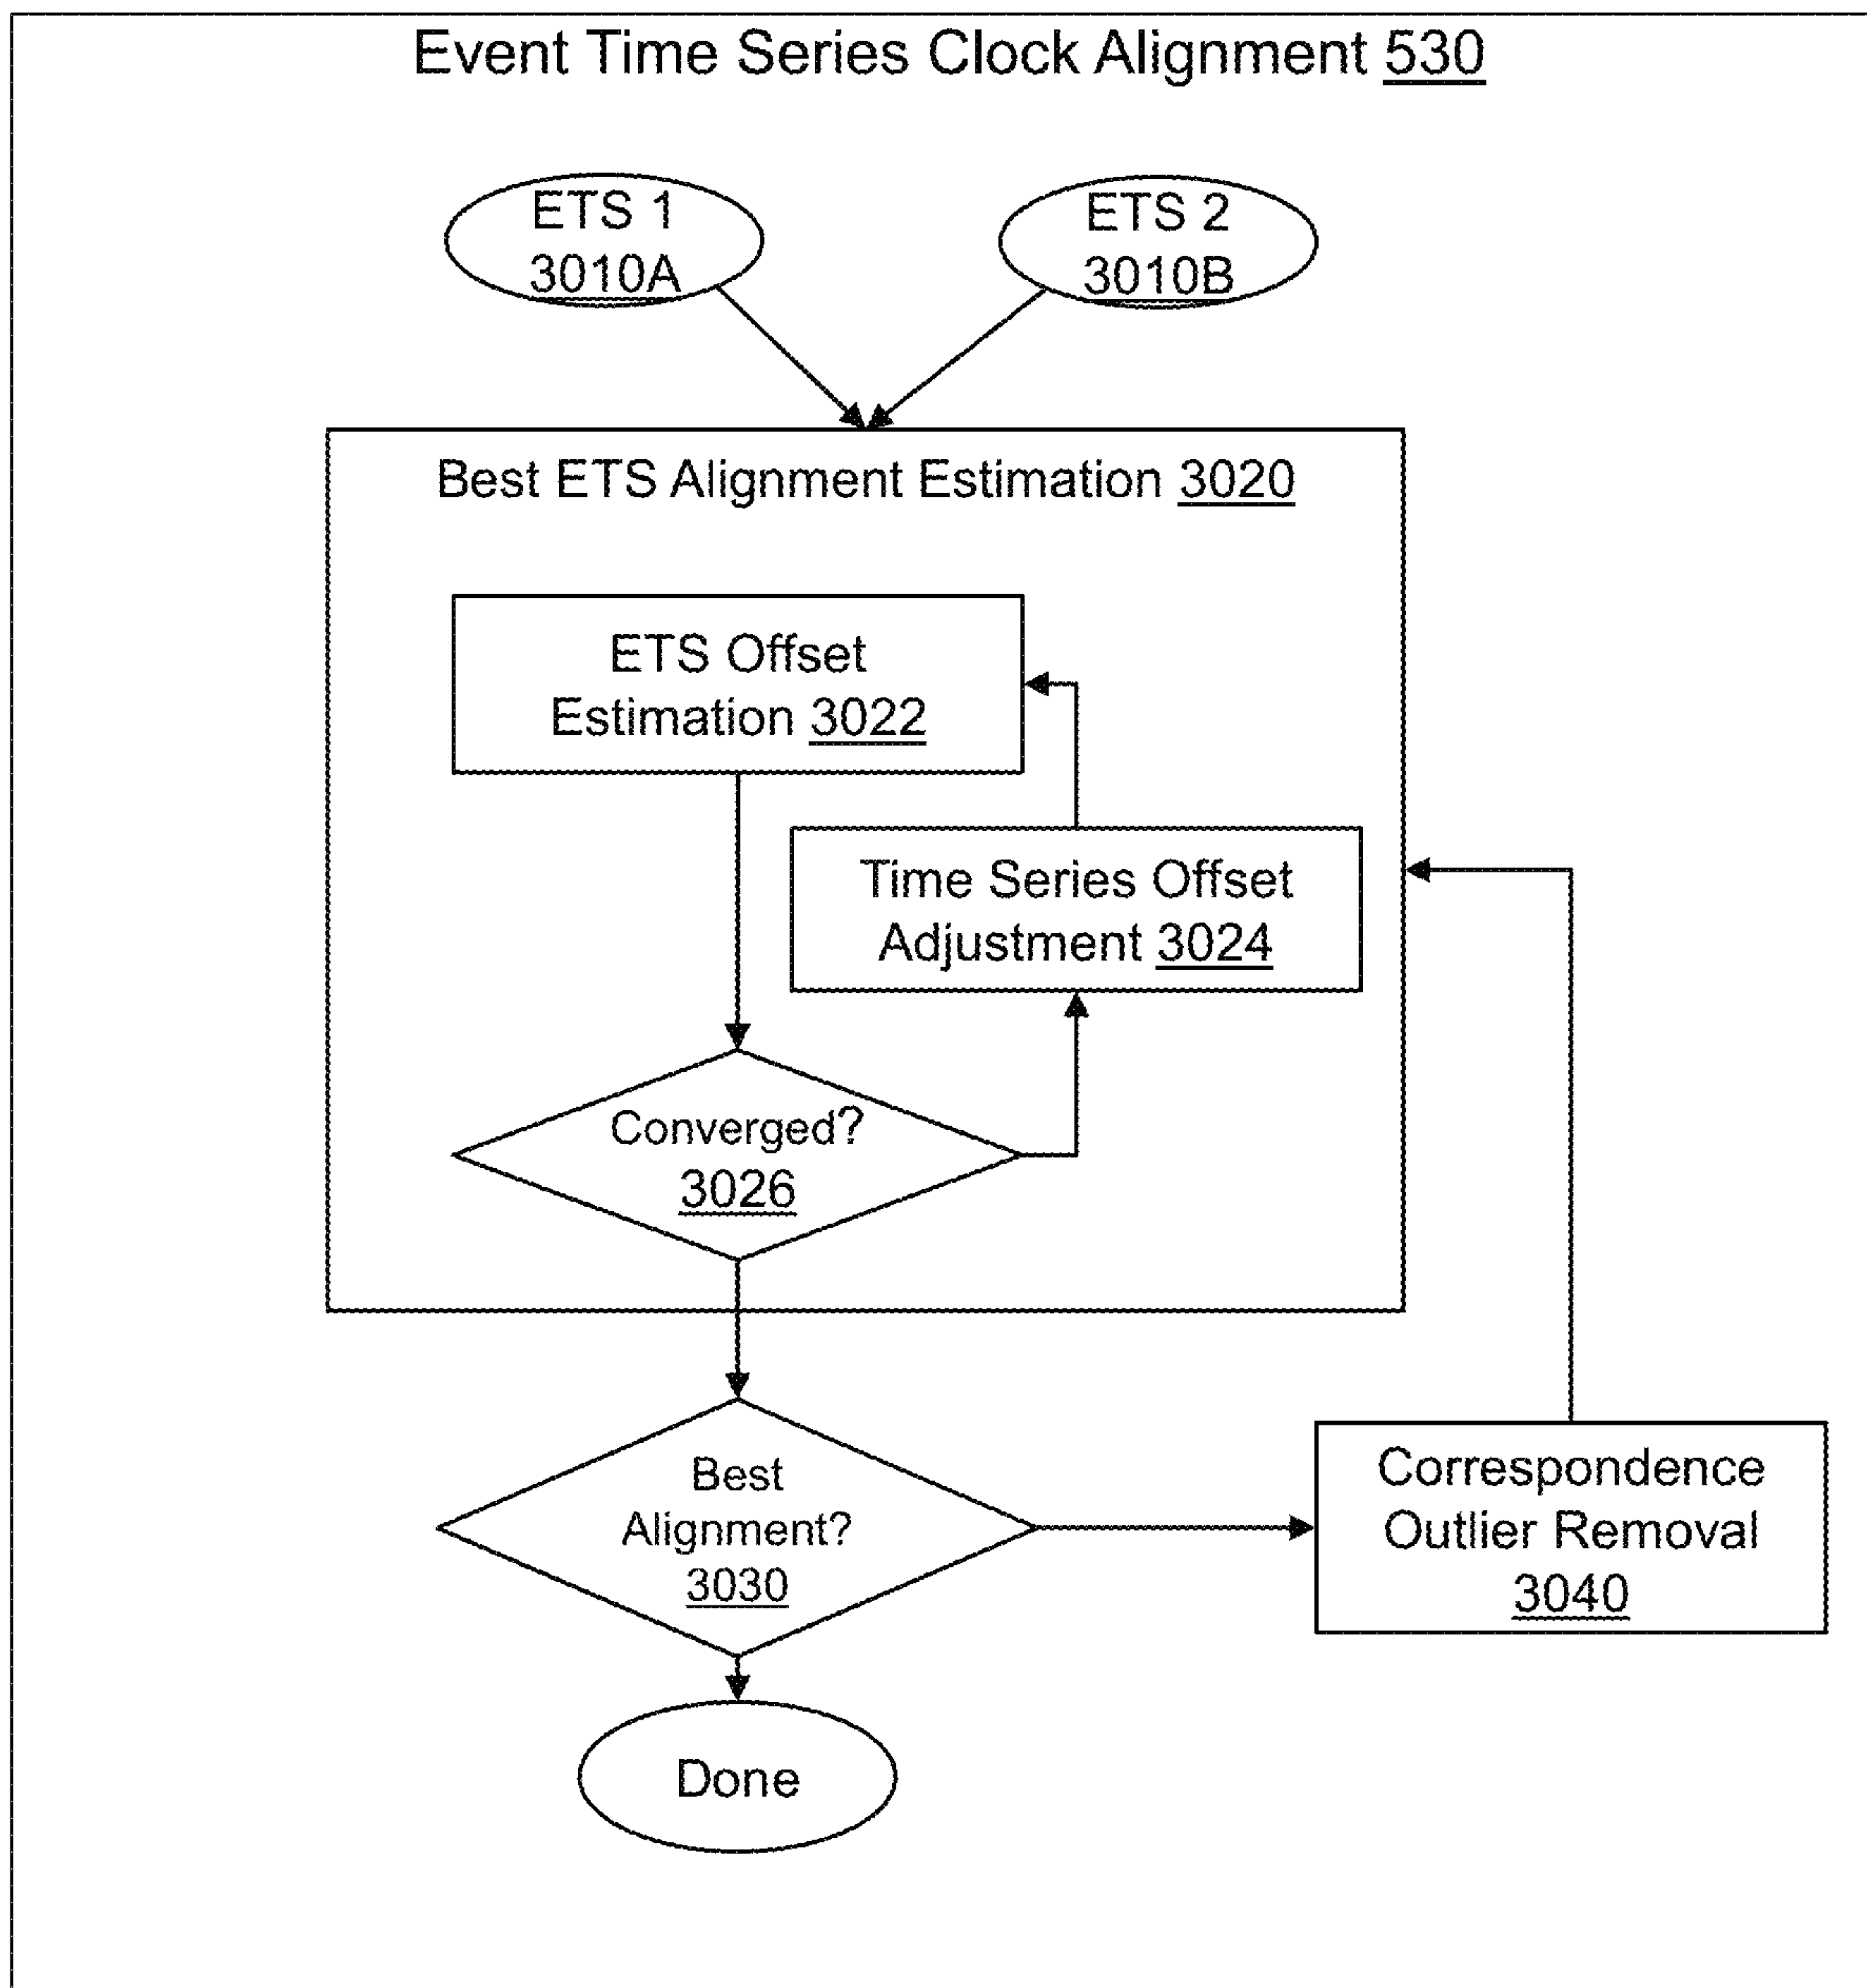 Event Time Series Clock Alignment 530
ETS 1
3010A
ETS 2
3010B
Best ETS Alignment Estimation 3020
ETS Offset
Estimation 3022
Time Series Offset
Adjustment 3024
Converged?
3026
Best
Alignment?
3030
Correspondence
Outlier Removal
3040
Done